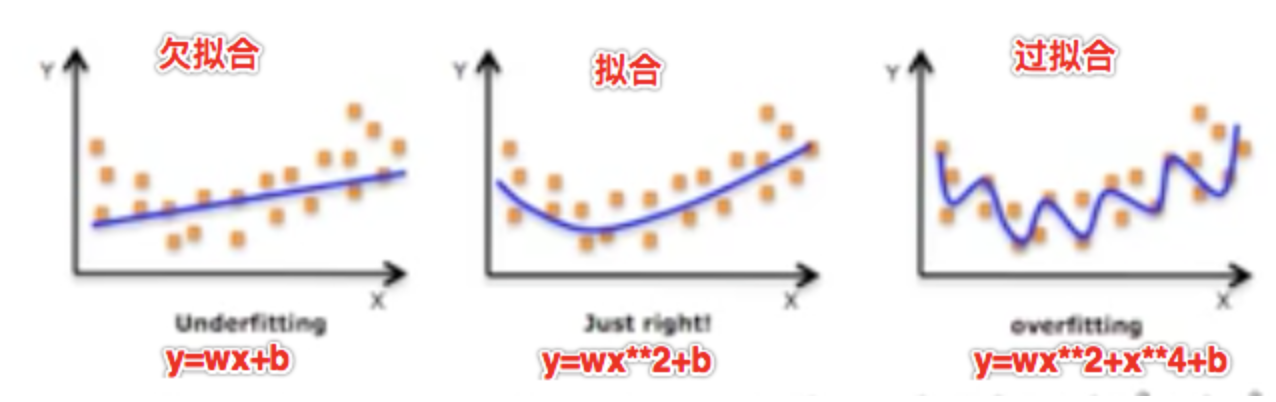 欠拟合
Y
X
Underfitting
y=wx+b
拟合
Y
X
Just right!
y=wx**2+b
过拟合
Y
X
overfitting
y=wx**2+x**4+b